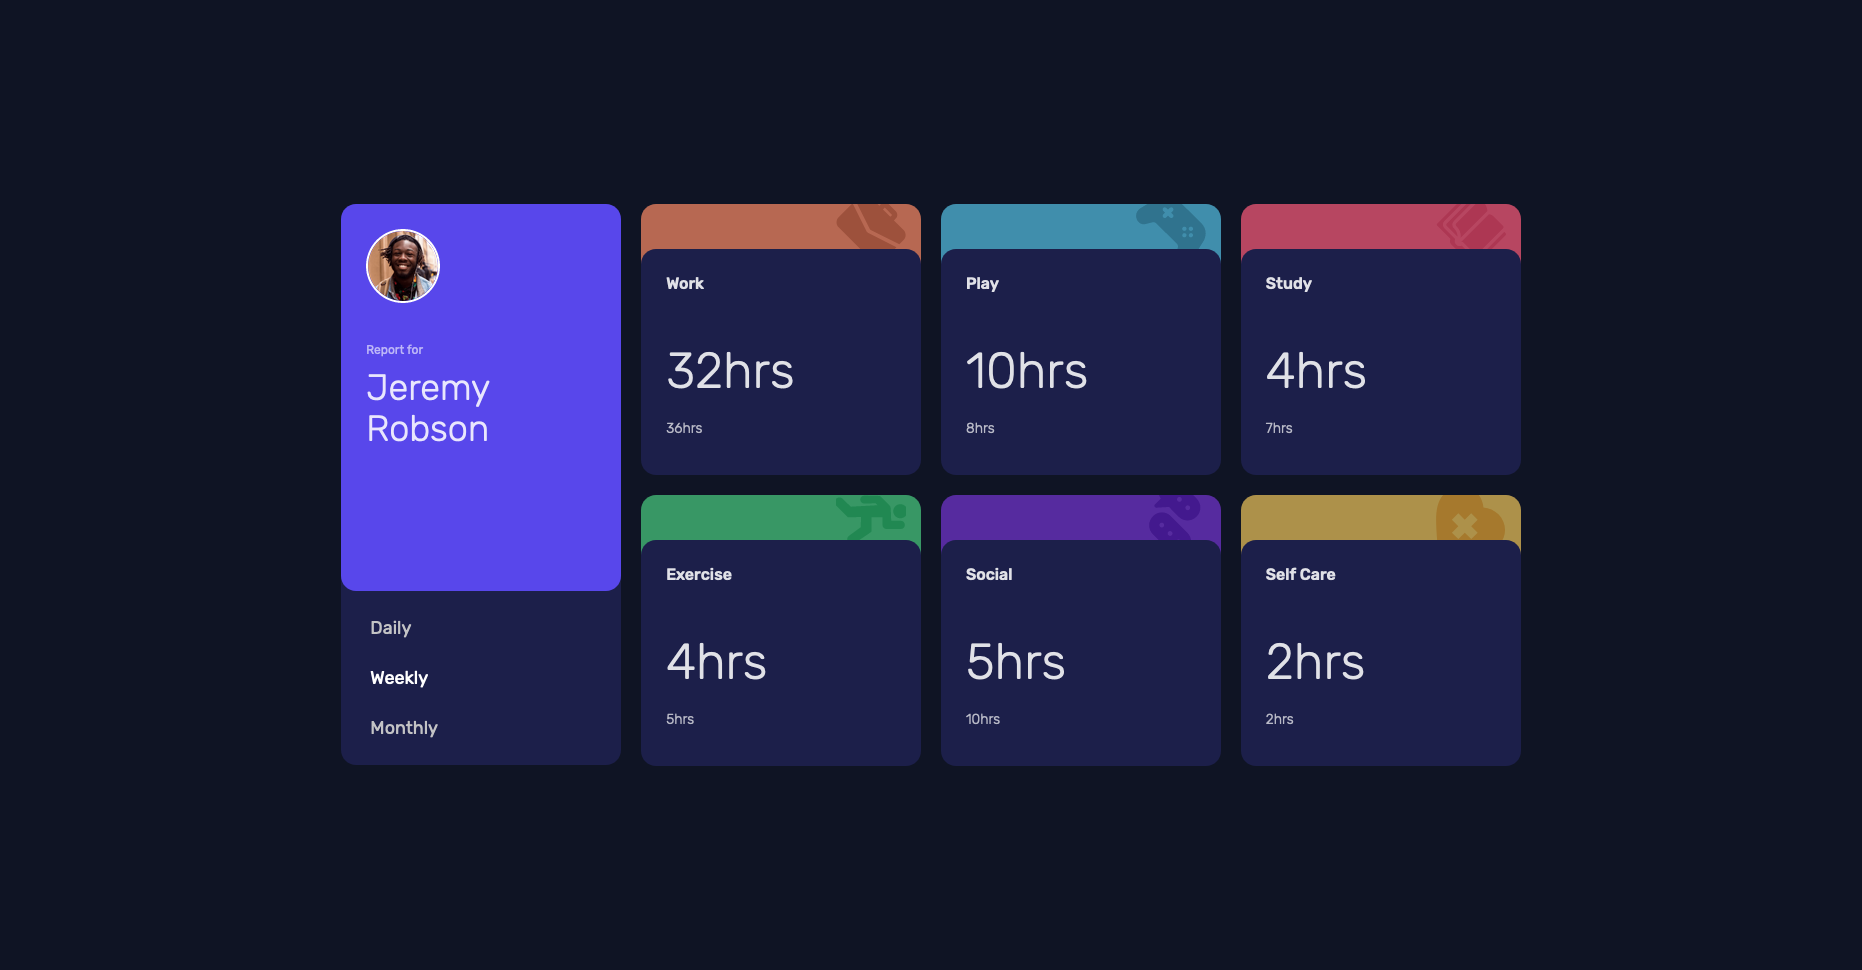 Report for
Jeremy
Robson
Daily
Weekly
Monthly
Work
32hrs
36hrs
Play
10hrs
8hrs
Study
4hrs
7hrs
Exercise
4hrs
5hrs
Social
5hrs
10hrs
Self Care
2hrs
2hrs